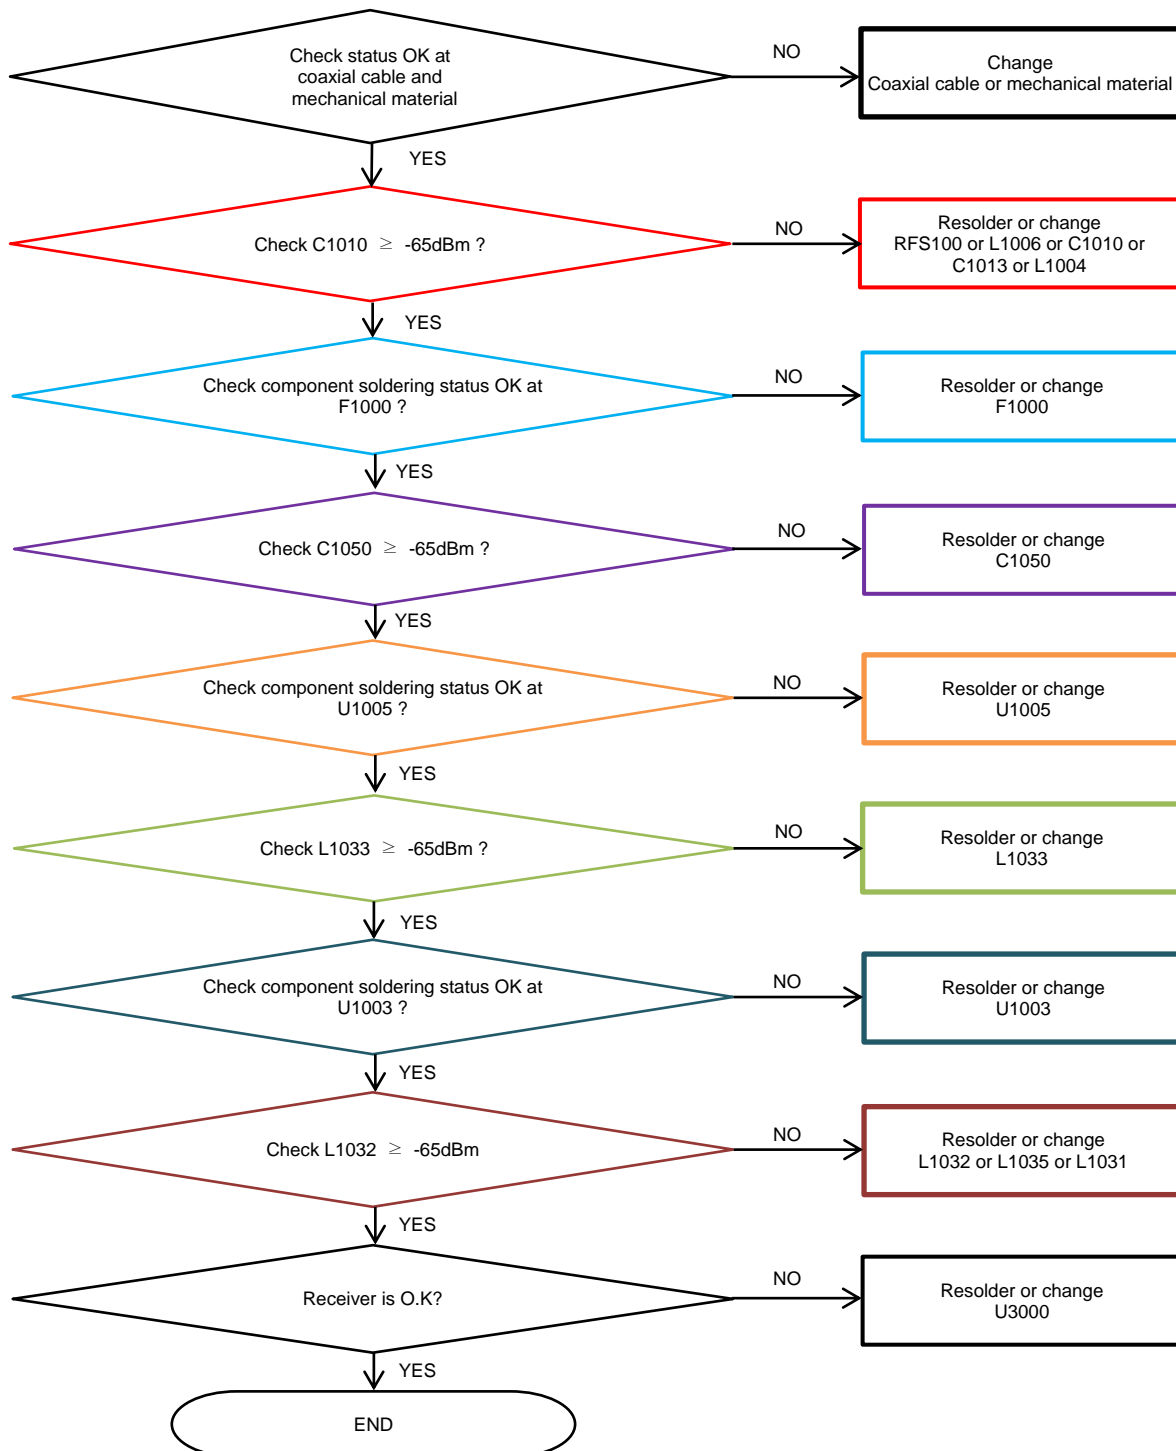 Check status OK at
coaxial cable and
mechanical material
NO
Change
Coaxial cable or mechanical material
YES
Check C1010 ≥ -65dBm ?
NO
Resolder or change
RFS100 or L1006 or C1010 or
C1013 or L1004
YES
Check component soldering status OK at
F1000 ?
NO
Resolder or change
F1000
YES
Check C1050 ≥ -65dBm ?
NO
Resolder or change
C1050
YES
Check component soldering status OK at
U1005 ?
NO
Resolder or change
U1005
YES
Check L1033 ≥ -65dBm ?
NO
Resolder or change
L1033
YES
Check component soldering status OK at
U1003 ?
NO
Resolder or change
U1003
YES
Check L1032 ≥ -65dBm
NO
Resolder or change
L1032 or L1035 or L1031
YES
Receiver is O.K?
NO
Resolder or change
U3000
YES
END